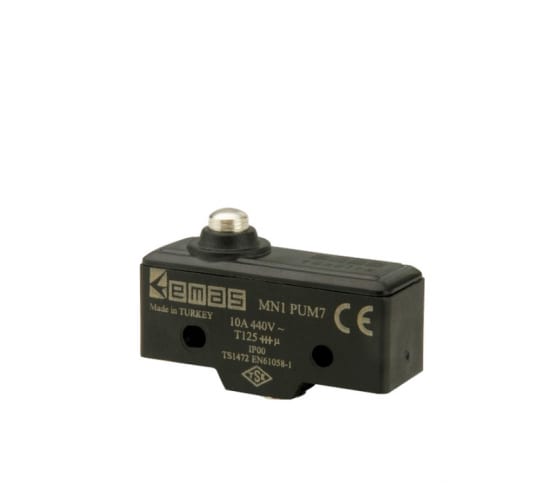 emas MN1 PUM7 CE
Made in TURKEY
10A 440V ~
T125 µ
IP00
TS1472 EN61058-1
TSE